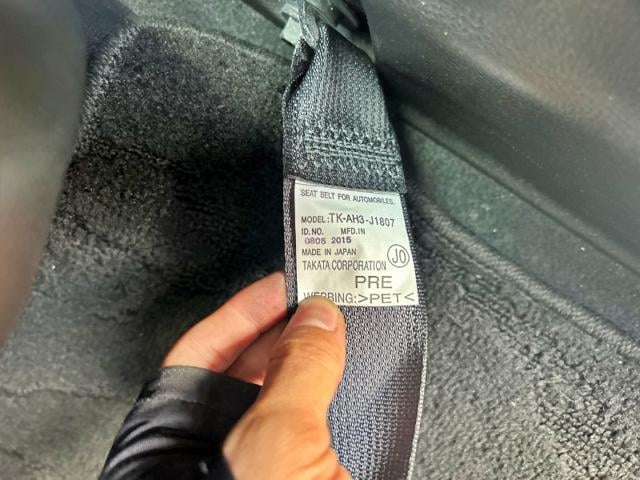 SEAT BELT FOR AUTOMOBILES.
MODEL:TK-AH3-J1807
ID.NO. MFD.IN
0805 2015
MADE IN JAPAN
TAKATA CORPORATION JO
PRE
WEBBING:>PET<